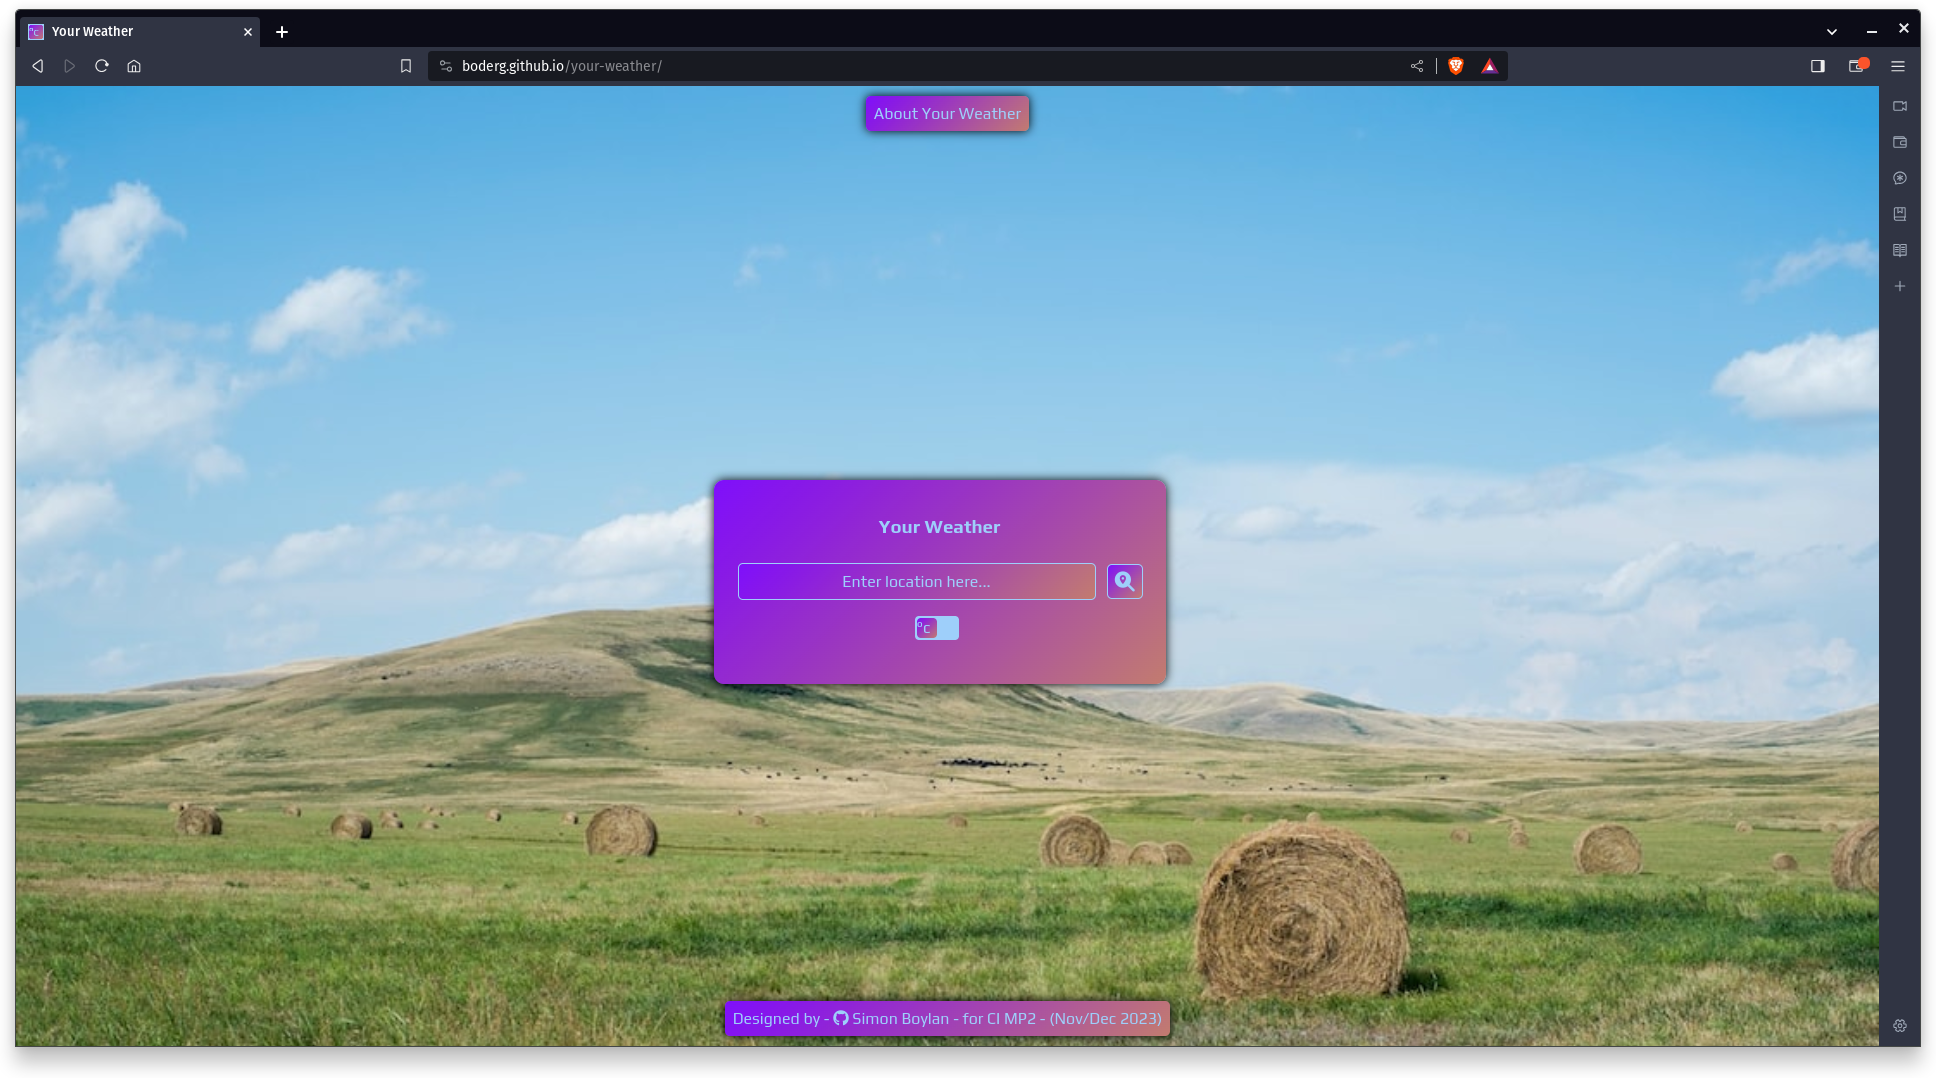 Your Weather
boderg.github.io/your-weather/
About Your Weather
Your Weather
Enter location here...
°C
Designed by - Simon Boylan - for CI MP2 - (Nov/Dec 2023)